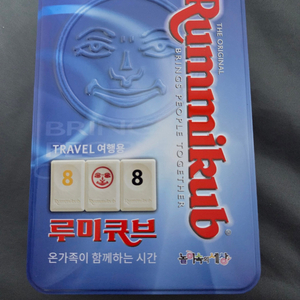 THE ORIGINAL
Rummikub
BRINGS PEOPLE TOGETHER
TRAVEL 여행용
8 8
루미큐브
온가족이 함께하는 시간